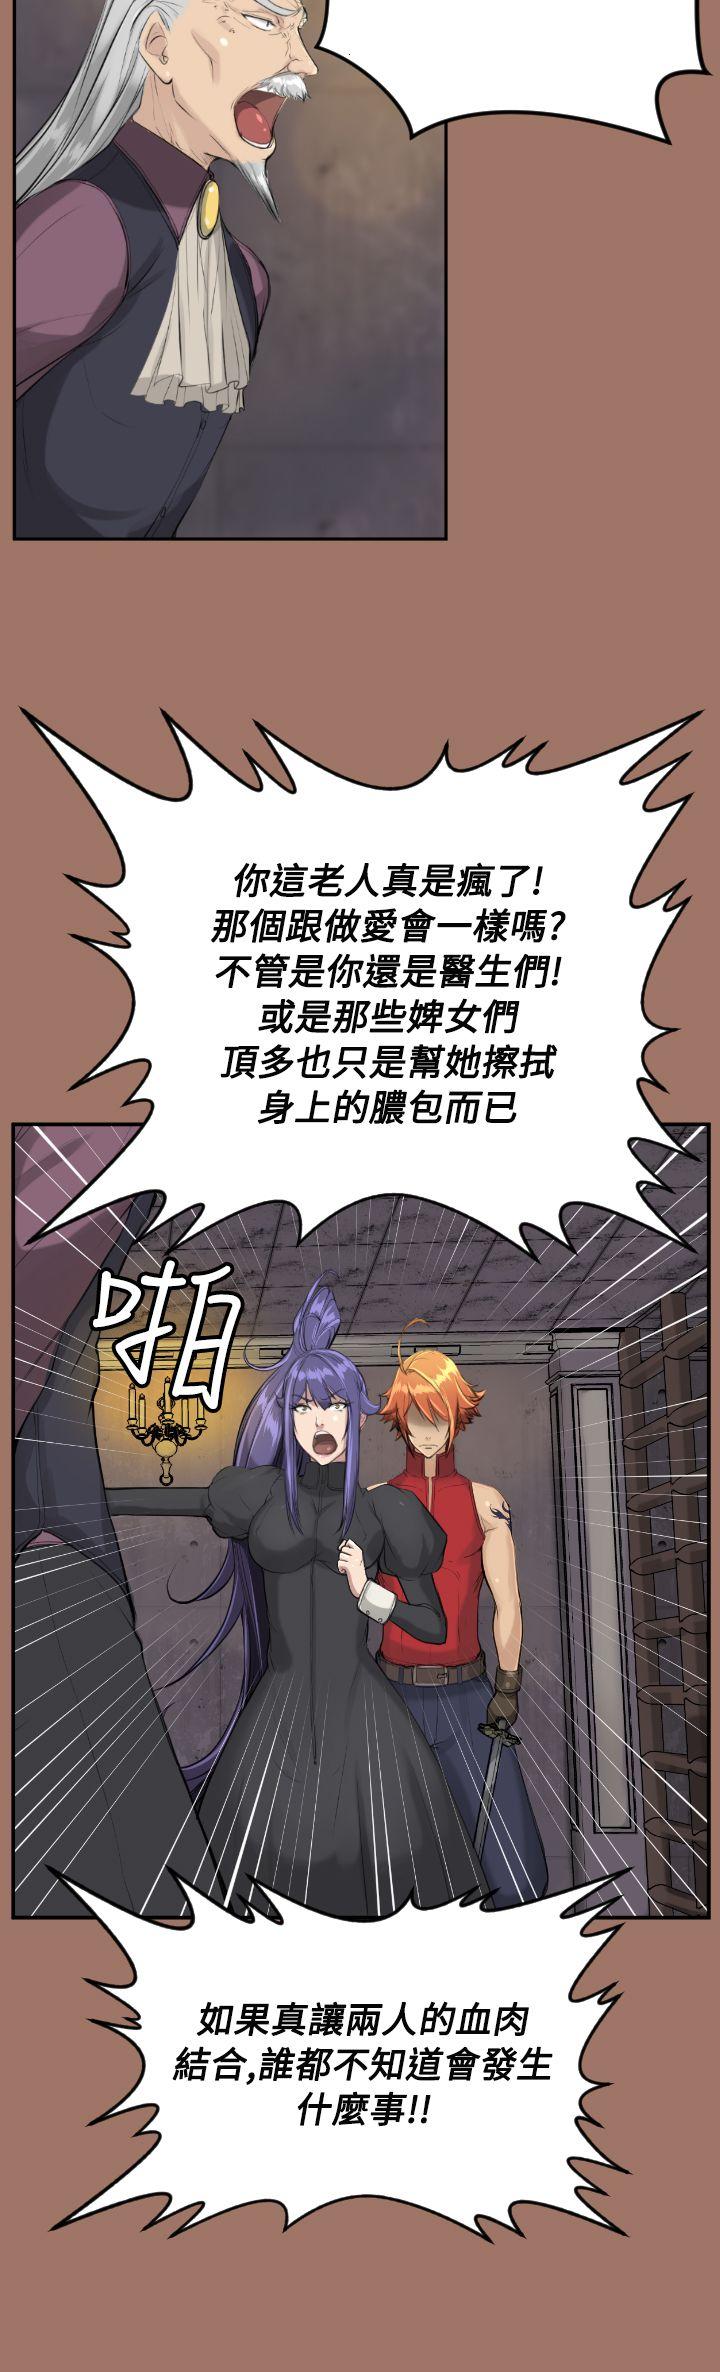 你這老人真是瘋了!
那個跟做愛會一樣嗎?
不管是你還是醫生們!
或是那些婢女們
頂多也只是幫她擦拭
身上的膿包而已
啪
如果真讓兩人的血肉
結合,誰都不知道會發生
什麼事!!